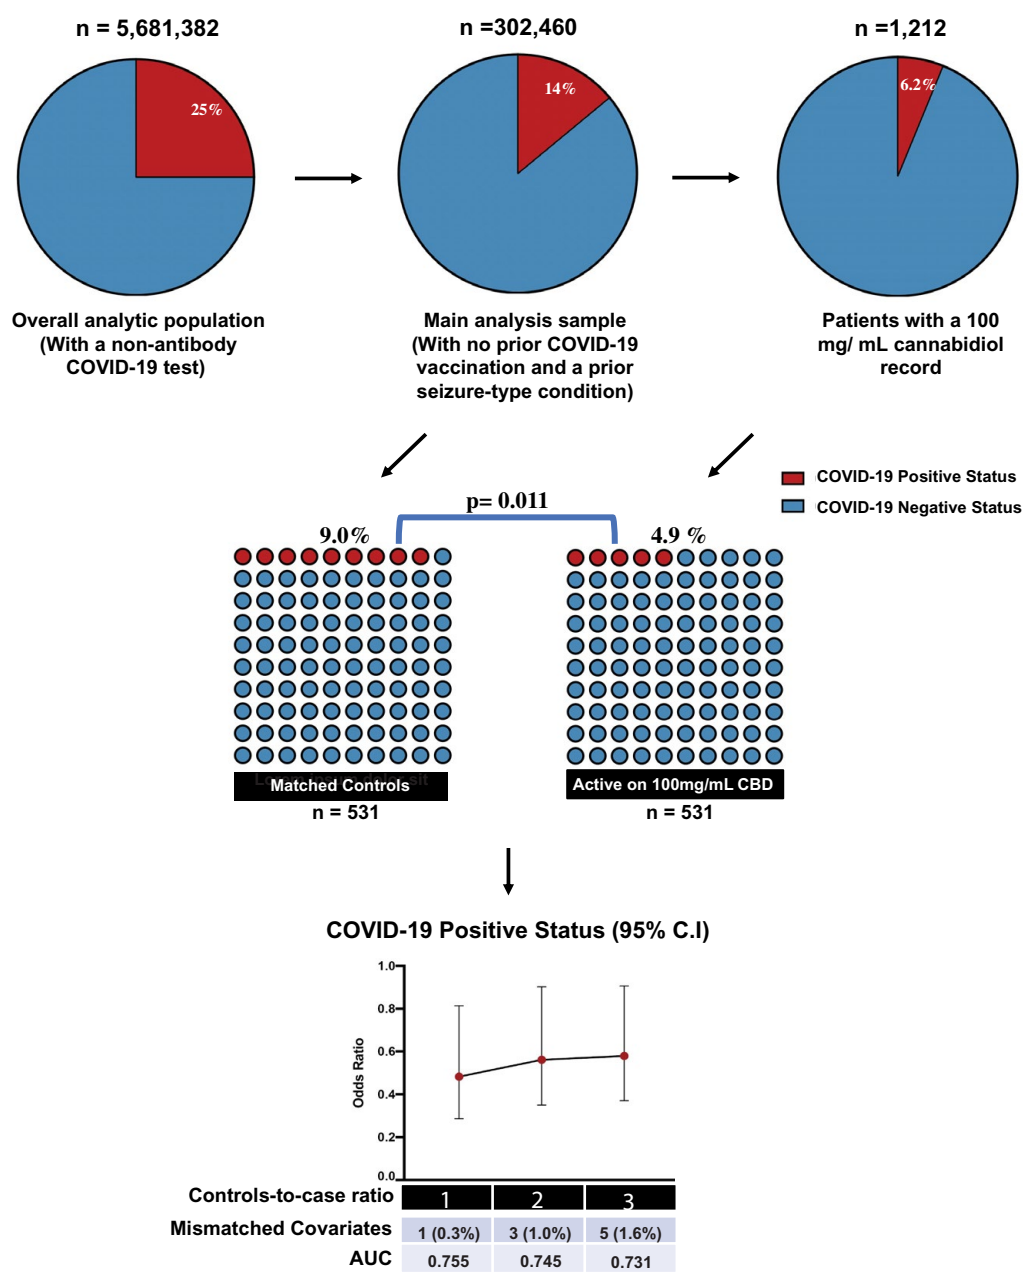 n = 5,681,382
n =302,460
n =1,212
25%
14%
6.2%
Overall analytic population
(With a non-antibody
COVID-19 test)
Main analysis sample
(With no prior COVID-19
vaccination and a prior
seizure-type condition)
Patients with a 100
mg/ mL cannabidiol
record
COVID-19 Positive Status
COVID-19 Negative Status
p= 0.011
9.0%
4.9 %
Lorem ipsum dolor sit
Matched Controls
Active on 100mg/mL CBD
n = 531
n = 531
COVID-19 Positive Status (95% C.I)
Odds Ratio
1.0
0.8
0.6
0.4
0.2
0.0
Controls-to-case ratio 1 2 3
Mismatched Covariates 1 (0.3%) 3 (1.0%) 5 (1.6%)
AUC 0.755 0.745 0.731